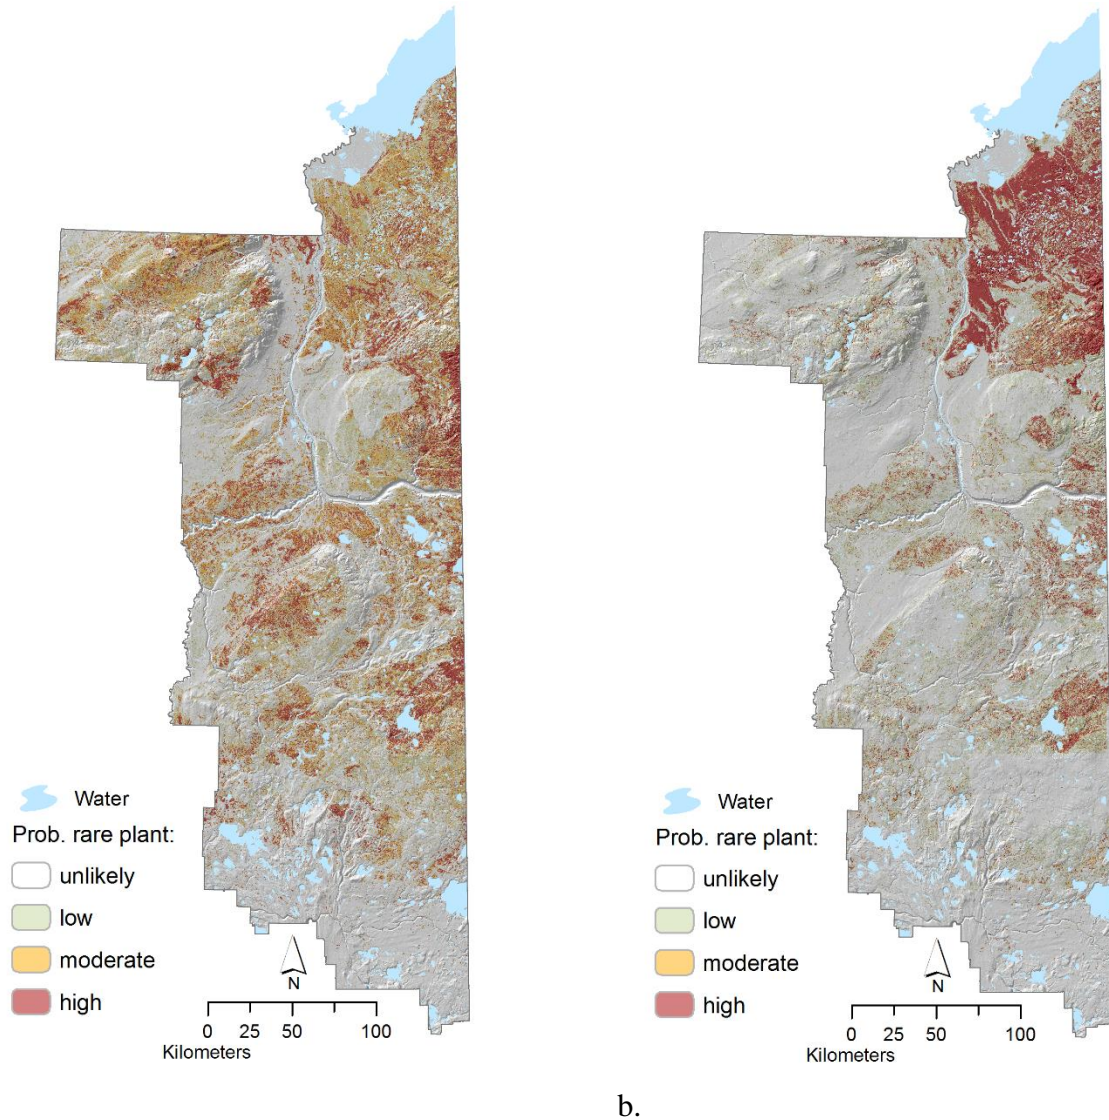 Water
Prob. rare plant:
unlikely
low
moderate
high
N
0 25 50 100
Kilometers
Water
Prob. rare plant:
unlikely
low
moderate
high
N
0 25 50 100
Kilometers
b.